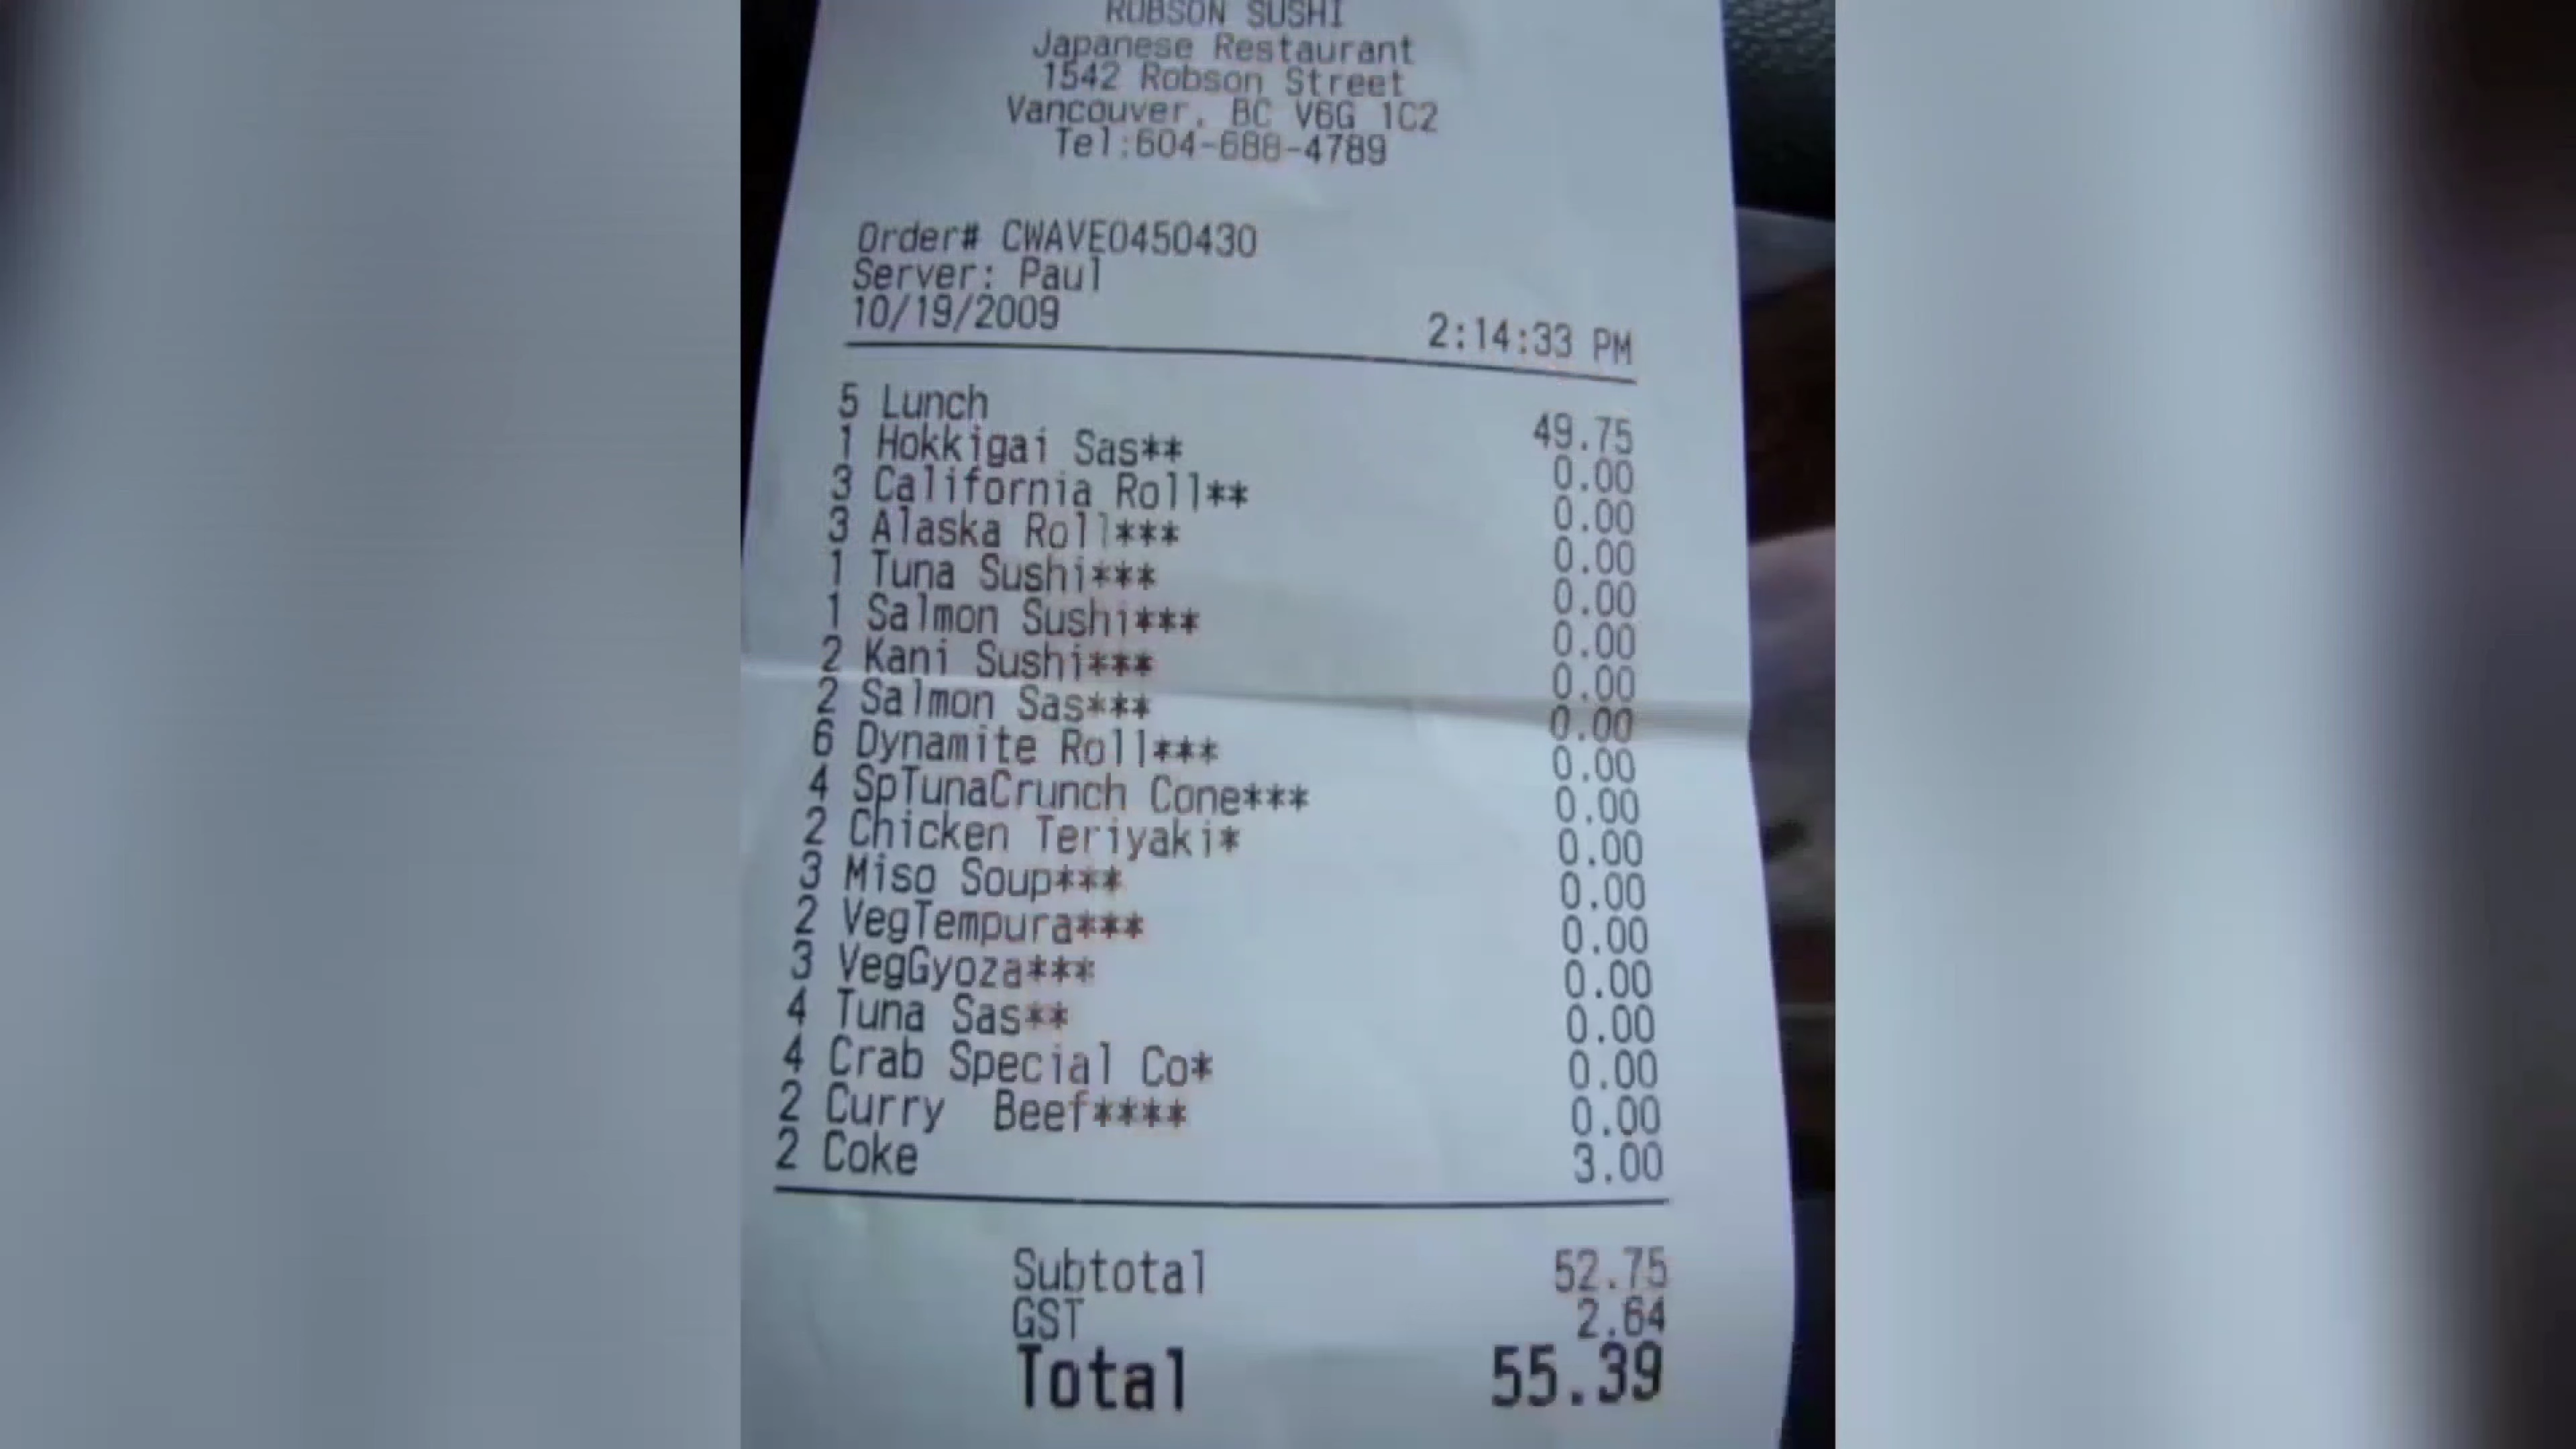 ROBSON SUSHI
Japanese Restaurant
1542 Robson Street
Vancouver, BC V6G 1C2
Tel:604-688-4789
Order# CWAVE0450430
Server: Paul
10/19/2009 2:14:33 PM
5 Lunch 49.75
1 Hokkigai Sas** 0.00
3 California Roll** 0.00
3 Alaska Roll*** 0.00
1 Tuna Sushi*** 0.00
1 Salmon Sushi*** 0.00
2 Kani Sushi*** 0.00
2 Salmon Sas*** 0.00
6 Dynamite Roll*** 0.00
4 SpTunaCrunch Cone*** 0.00
2 Chicken Teriyaki* 0.00
3 Miso Soup*** 0.00
2 VegTempura*** 0.00
3 VegGyoza*** 0.00
4 Tuna Sas** 0.00
4 Crab Special Co* 0.00
2 Curry  Beef**** 0.00
2 Coke 3.00
Subtotal 52.75
GST 2.64
Total 55.39